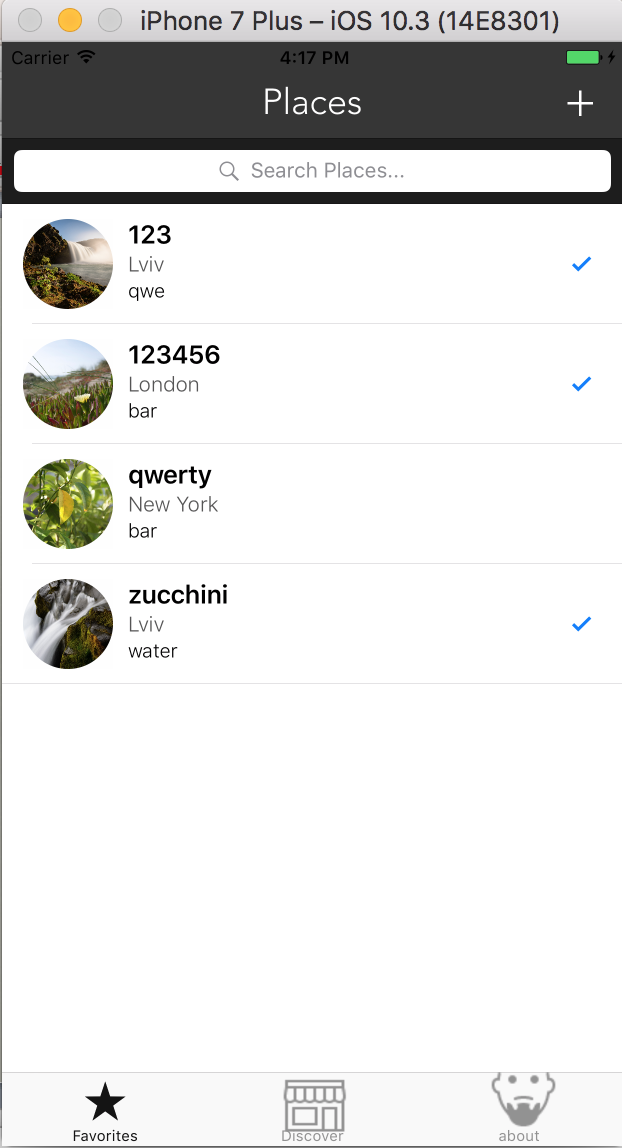 iPhone 7 Plus – iOS 10.3 (14E8301)
Carrier 4:17 PM
Places +
Search Places...
123
Lviv
qwe
123456
London
bar
qwerty
New York
bar
zucchini
Lviv
water
Favorites Discover about